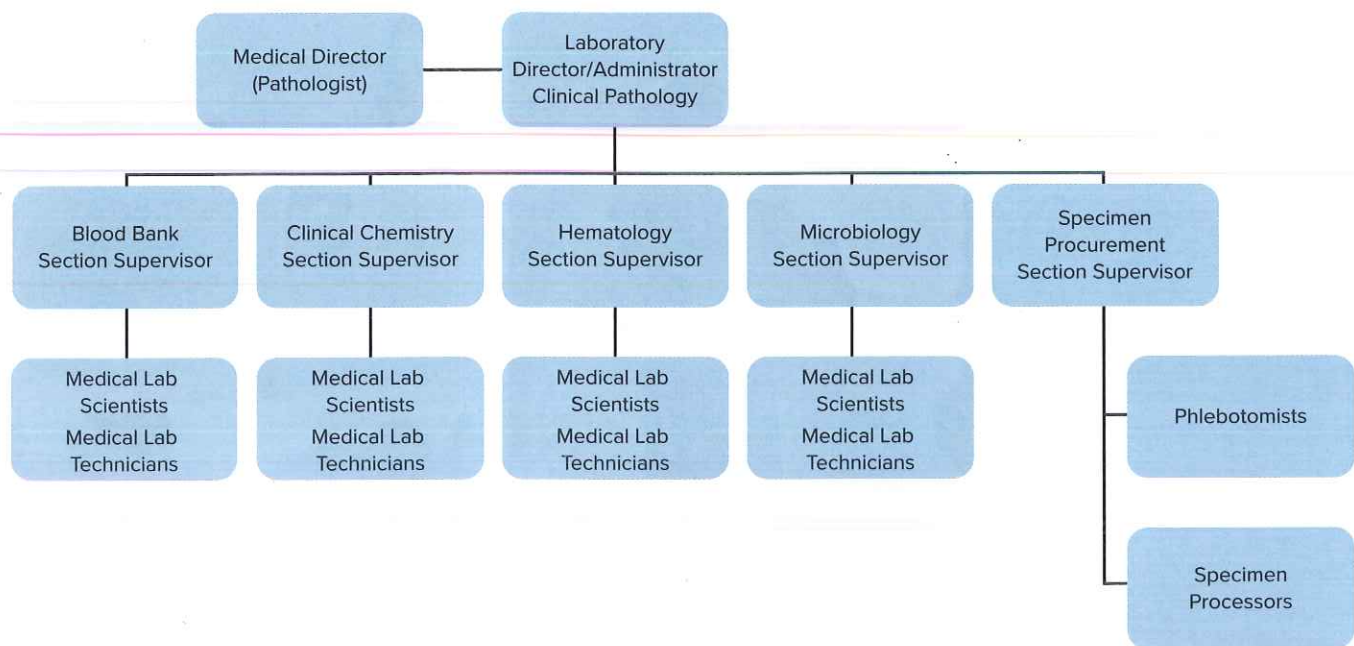 Medical Director
(Pathologist)
Laboratory
Director/Administrator
Clinical Pathology
Blood Bank
Section Supervisor
Clinical Chemistry
Section Supervisor
Hematology
Section Supervisor
Microbiology
Section Supervisor
Specimen
Procurement
Section Supervisor
Medical Lab
Scientists
Medical Lab
Technicians
Medical Lab
Scientists
Medical Lab
Technicians
Medical Lab
Scientists
Medical Lab
Technicians
Medical Lab
Scientists
Medical Lab
Technicians
Phlebotomists
Specimen
Processors